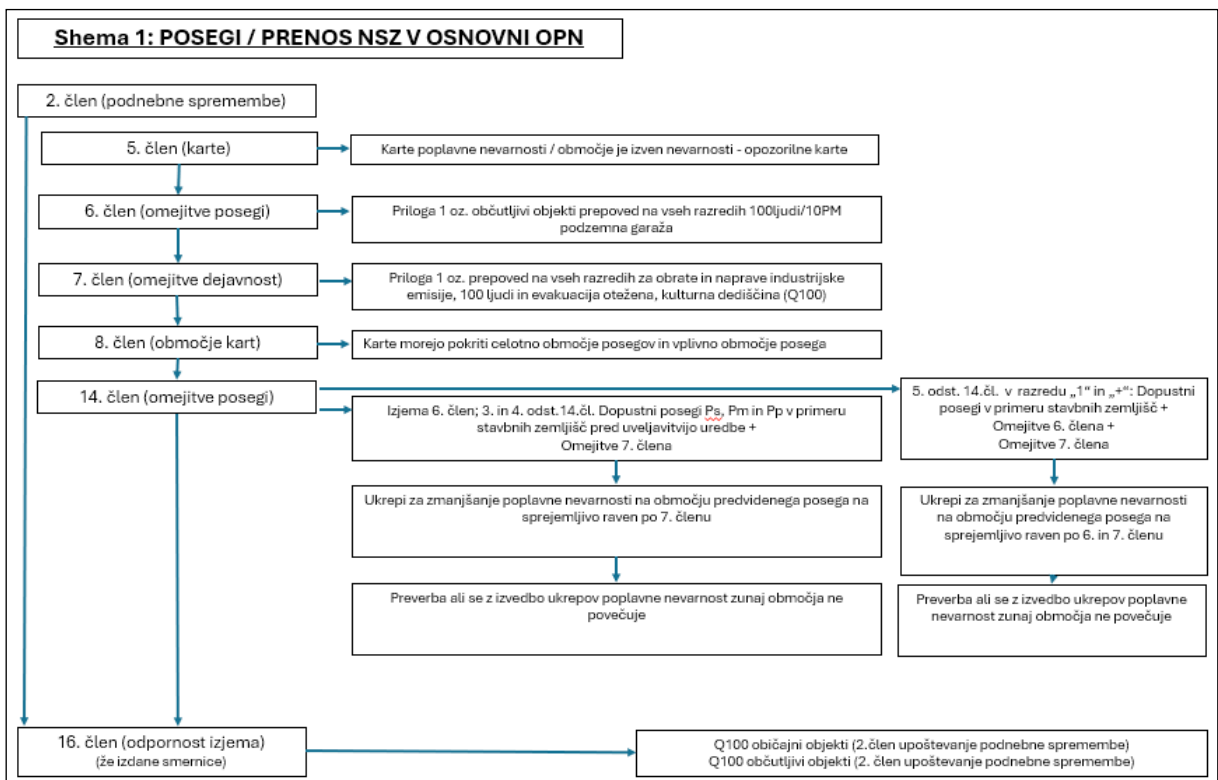 Shema 1: POSEGI / PRENOS NSZ V OSNOVNI OPN
2. člen (podnebne spremembe)
5. člen (karte)
Karte poplavne nevarnosti / območje je izven nevarnosti - opozorilne karte
6. člen (omejitve posegi)
Priloga 1 oz. občutljivi objekti prepoved na vseh razredih 100ljudi/10PM
podzemna garaža
7. člen (omejitve dejavnost)
Priloga 1 oz. prepoved na vseh razredih za obrate in naprave industrijske
emisije, 100 ljudi in evakuacija otežena, kulturna dediščina (Q100)
8. člen (območje kart)
Karte morejo pokriti celotno območje posegov in vplivno območje posega
14. člen (omejitve posegi)
Izjema 6. člen; 3. in 4. odst.14.čl. Dopustni posegi Ps, Pm in Pp v primeru
stavbnih zemljišč pred uveljavitvijo uredbe +
Omejitve 7. člena
5. odst. 14.čl. v razredu „1“ in „+“: Dopustni
posegi v primeru stavbnih zemljišč +
Omejitve 6. člena +
Omejitve 7. člena
Ukrepi za zmanjšanje poplavne nevarnosti na območju predvidenega posega na
sprejemljivo raven po 7. členu
Ukrepi za zmanjšanje poplavne nevarnosti
na območju predvidenega posega na
sprejemljivo raven po 6. in 7. členu
Preverba ali se z izvedbo ukrepov poplavne nevarnost zunaj območja ne
povečuje
Preverba ali se z izvedbo ukrepov poplavne
nevarnost zunaj območja ne povečuje
16. člen (odpornost izjema)
(že izdane smernice)
Q100 običajni objekti (2.člen upoštevanje podnebne spremembe)
Q100 občutljivi objekti (2. člen upoštevanje podnebne spremembe)